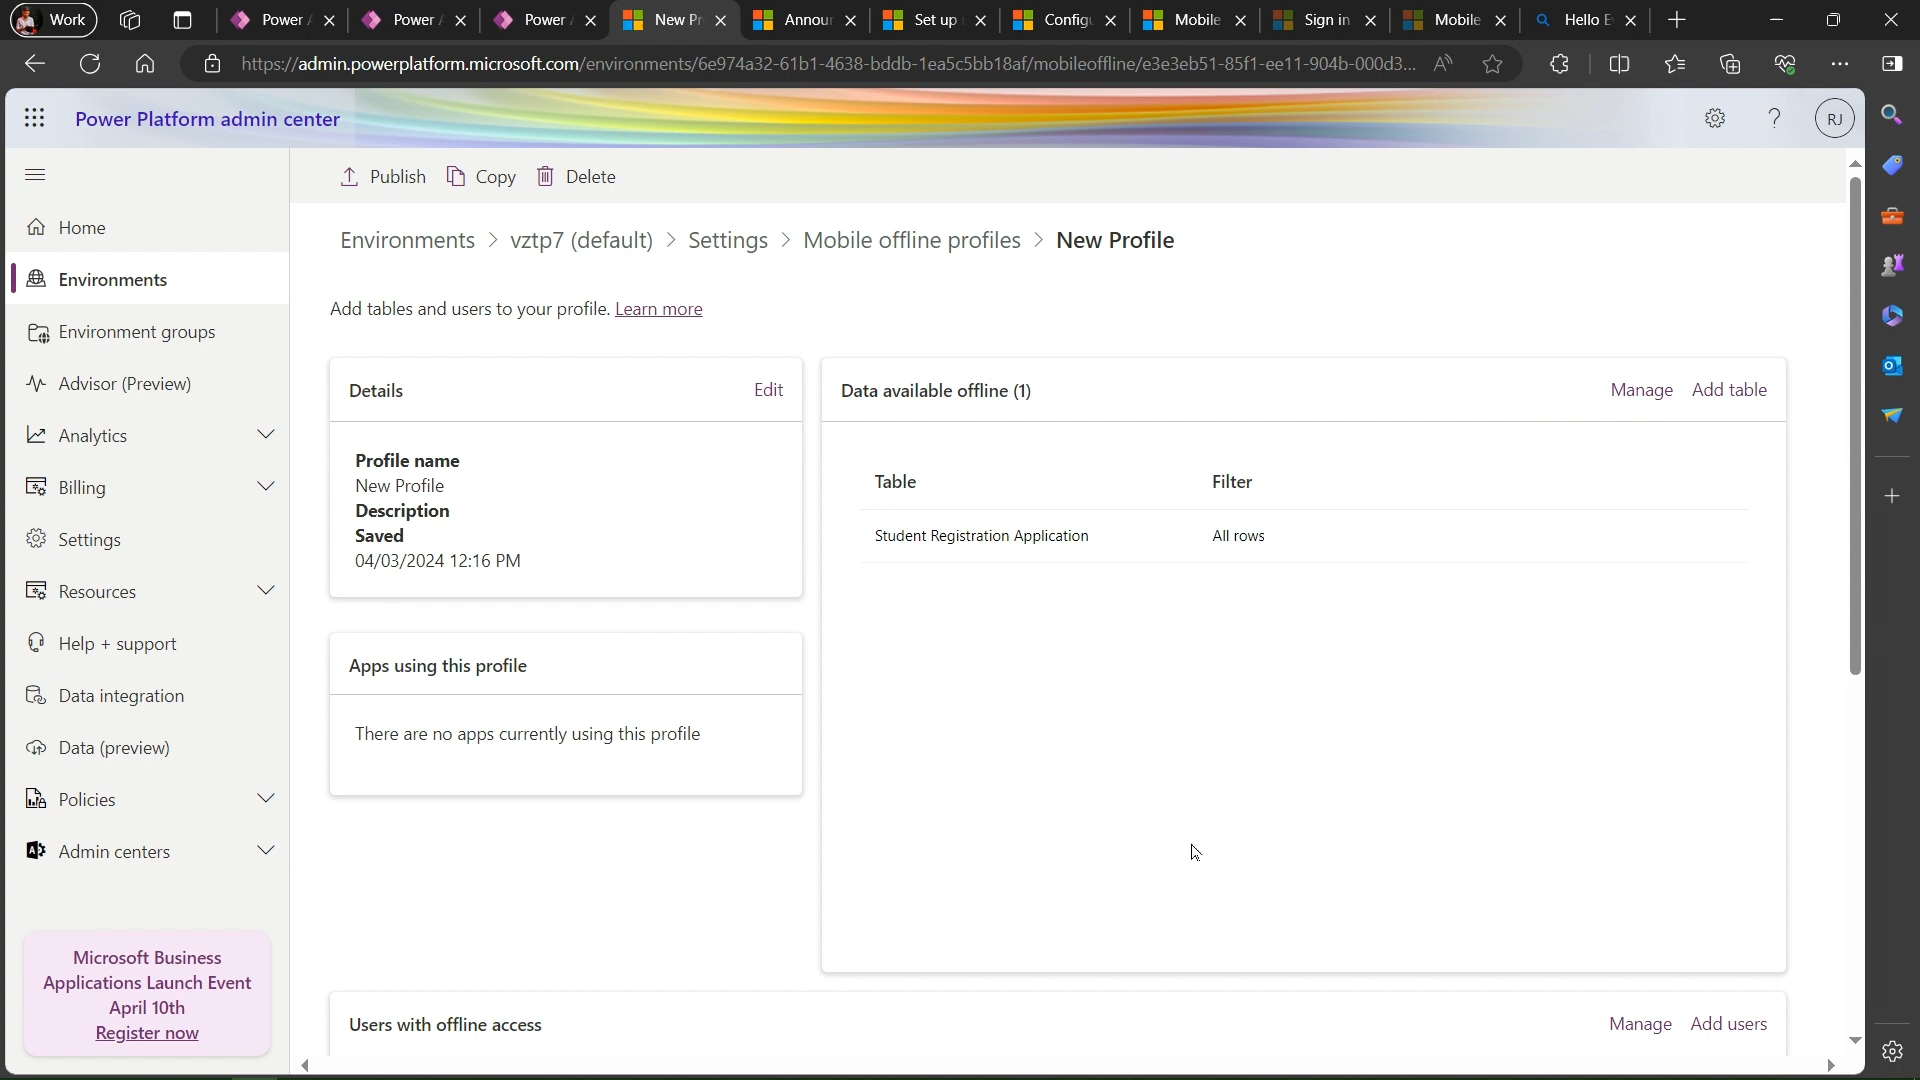 Work
Power A
Power A
Power A
New Pr
Annour
Set up
Configu
Mobile
Sign in
Mobile
Hello E
https://admin.powerplatform.microsoft.com/environments/6e974a32-61b1-4638-bddb-1ea5c5bb18af/mobileoffline/e3e3eb51-85f1-ee11-904b-000d3...
Power Platform admin center
RJ
Publish
Copy
Delete
Home
Environments
Environment groups
Advisor (Preview)
Analytics
Billing
Settings
Resources
Help + support
Data integration
Data (preview)
Policies
Admin centers
Microsoft Business
Applications Launch Event
April 10th
Register now
Environments > vztp7 (default) > Settings > Mobile offline profiles > New Profile
Add tables and users to your profile. Learn more
Details
Edit
Profile name
New Profile
Description
Saved
04/03/2024 12:16 PM
Apps using this profile
There are no apps currently using this profile
Data available offline (1)
Manage
Add table
Table
Filter
Student Registration Application
All rows
Users with offline access
Manage
Add users